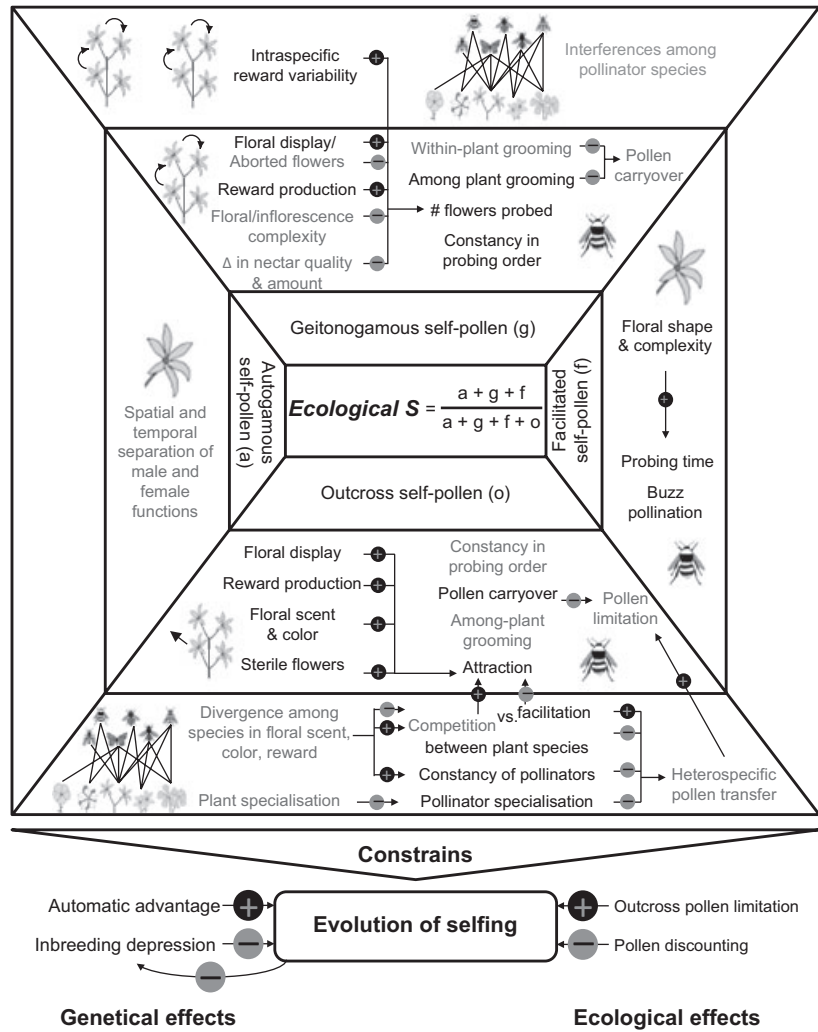 Intraspecific
reward variability
+
Interferences among
pollinator species
Floral display/
+
Aborted flowers
−
Reward production
+
Floral/inflorescence
complexity
−
Δ in nectar quality
& amount
−
Within-plant grooming
−
Among plant grooming
−
Pollen
carryover
# flowers probed
Constancy in
probing order
Geitonogamous self-pollen (g)
Autogamous
self-pollen (a)
Ecological S = a + g + f
a + g + f + o
Facilitated
self-pollen (f)
Outcross self-pollen (o)
Spatial and
temporal
separation of
male and
female
functions
Floral shape
& complexity
+
Probing time
Buzz
pollination
Floral display
+
Reward production
+
Floral scent
& color
+
Sterile flowers
+
Constancy in
probing order
Pollen carryover
−
Pollen
limitation
Among-plant
grooming
Attraction
+
+
−
Divergence among
species in floral scent,
color, reward
−
+
Competition
vs.facilitation
between plant species
+
−
+
Constancy of pollinators
−
Plant specialisation
−
Pollinator specialisation
−
Heterospecific
pollen transfer
Constrains
Automatic advantage
+
Inbreeding depression
−
−
Evolution of selfing
+
Outcross pollen limitation
−
Pollen discounting
Genetical effects
Ecological effects